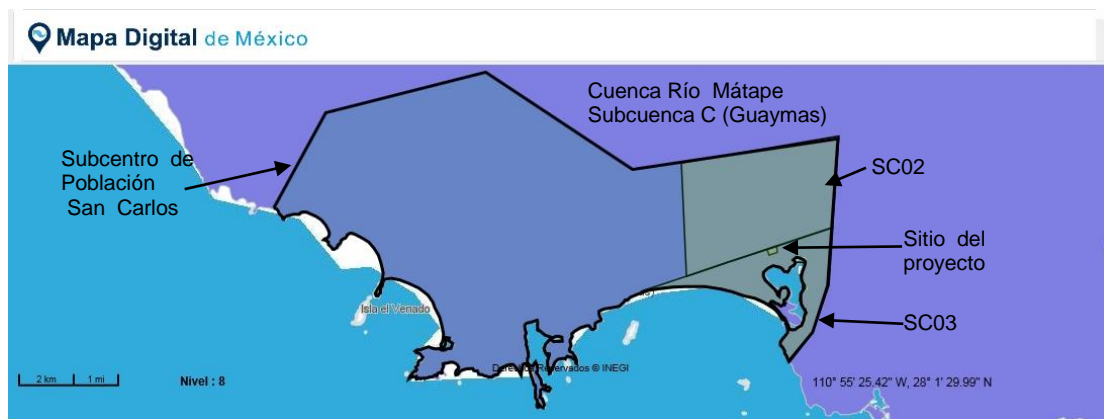 Mapa Digital de México
Cuenca Río Mátape
Subcuenca C (Guaymas)
Subcentro de
Población
San Carlos
SC02
Sitio del
proyecto
SC03
Isla el Venado
Derechos Reservados © INEGI
2 km 1 mi
Nivel : 8
110° 55' 25.42" W, 28° 1' 29.99" N